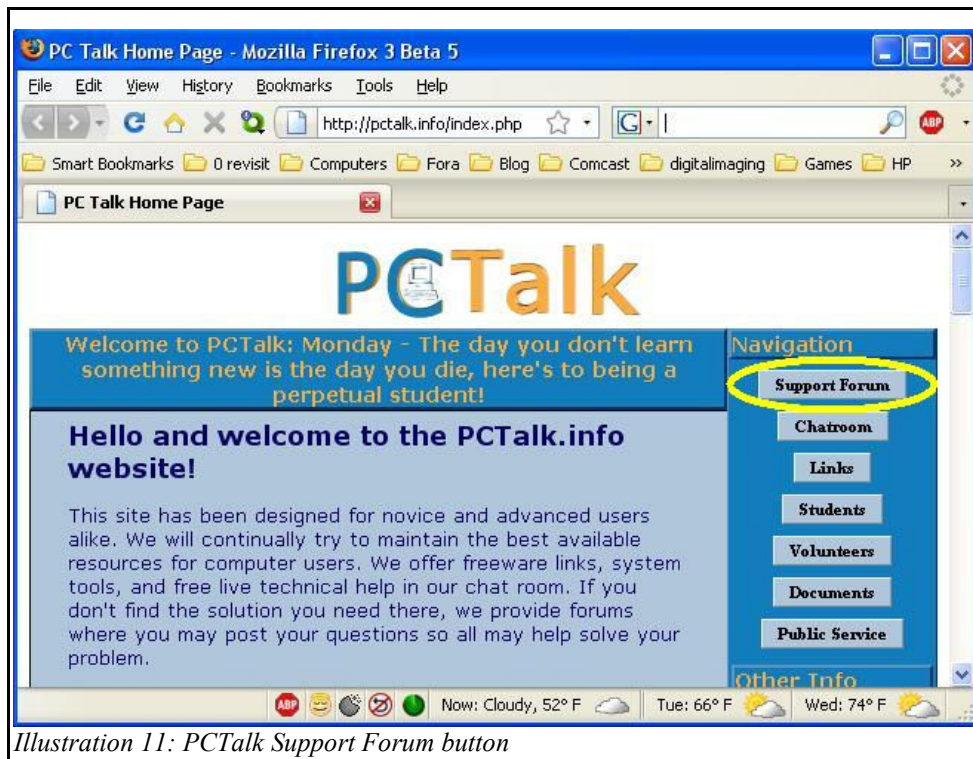 PC Talk Home Page - Mozilla Firefox 3 Beta 5
File Edit View History Bookmarks Tools Help
http://pctalk.info/index.php G ABP
Smart Bookmarks 0 revisit Computers Fora Blog Comcast digitalimaging Games HP »
PC Talk Home Page
PCTalk
Welcome to PCTalk: Monday - The day you don't learn
something new is the day you die, here's to being a
perpetual student!
Navigation
Support Forum
Chatroom
Links
Students
Volunteers
Documents
Public Service
Other Info
Hello and welcome to the PCTalk.info
website!
This site has been designed for novice and advanced users
alike. We will continually try to maintain the best available
resources for computer users. We offer freeware links, system
tools, and free live technical help in our chat room. If you
don't find the solution you need there, we provide forums
where you may post your questions so all may help solve your
problem.
ABP Now: Cloudy, 52° F Tue: 66° F Wed: 74° F
Illustration 11: PCTalk Support Forum button